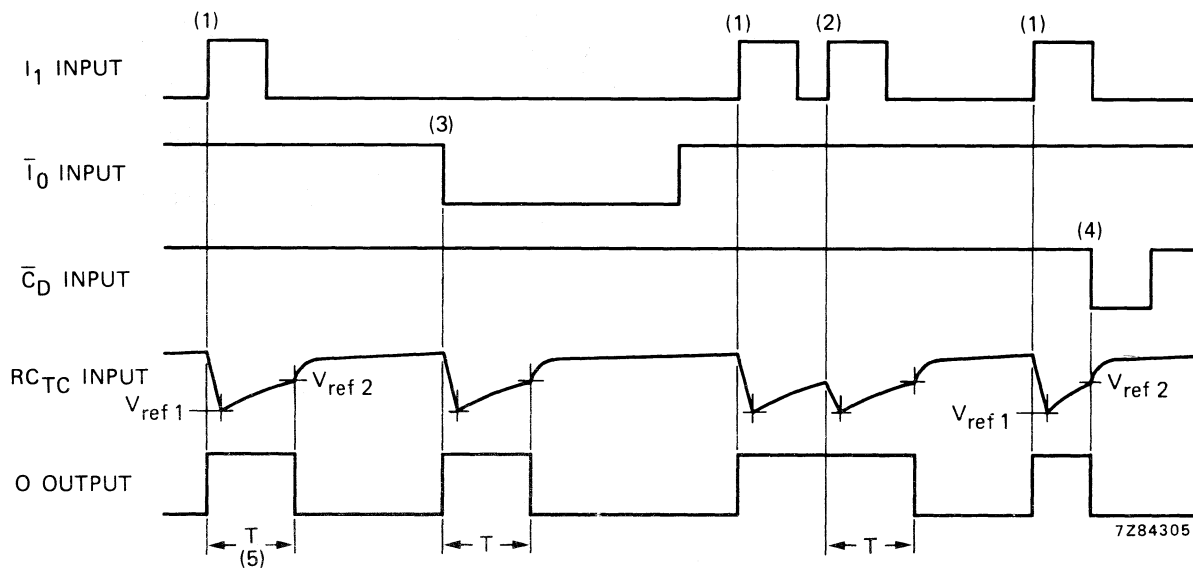 (1) (1) (2) (1)
I1 INPUT
(3)
I̅0 INPUT
(4)
C̅D INPUT
RCTC INPUT
Vref 1
Vref 2
Vref 1
Vref 2
O OUTPUT
7Z84305
T T T
(5)